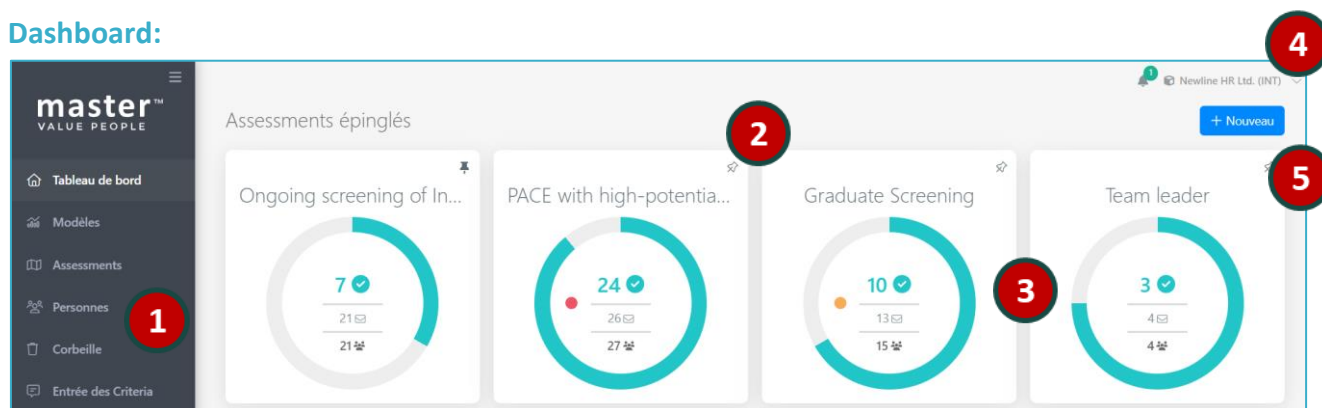 Dashboard:
4
master™
VALUE PEOPLE
1
Newline HR Ltd. (INT)
Assessments épinglés
2
+ Nouveau
Tableau de bord
Modèles
Assessments
Personnes
1
Corbeille
Entrée des Criteria
Ongoing screening of In...
7
21
21
PACE with high-potentia...
24
26
27
Graduate Screening
10
13
15
3
Team leader
5
3
4
4